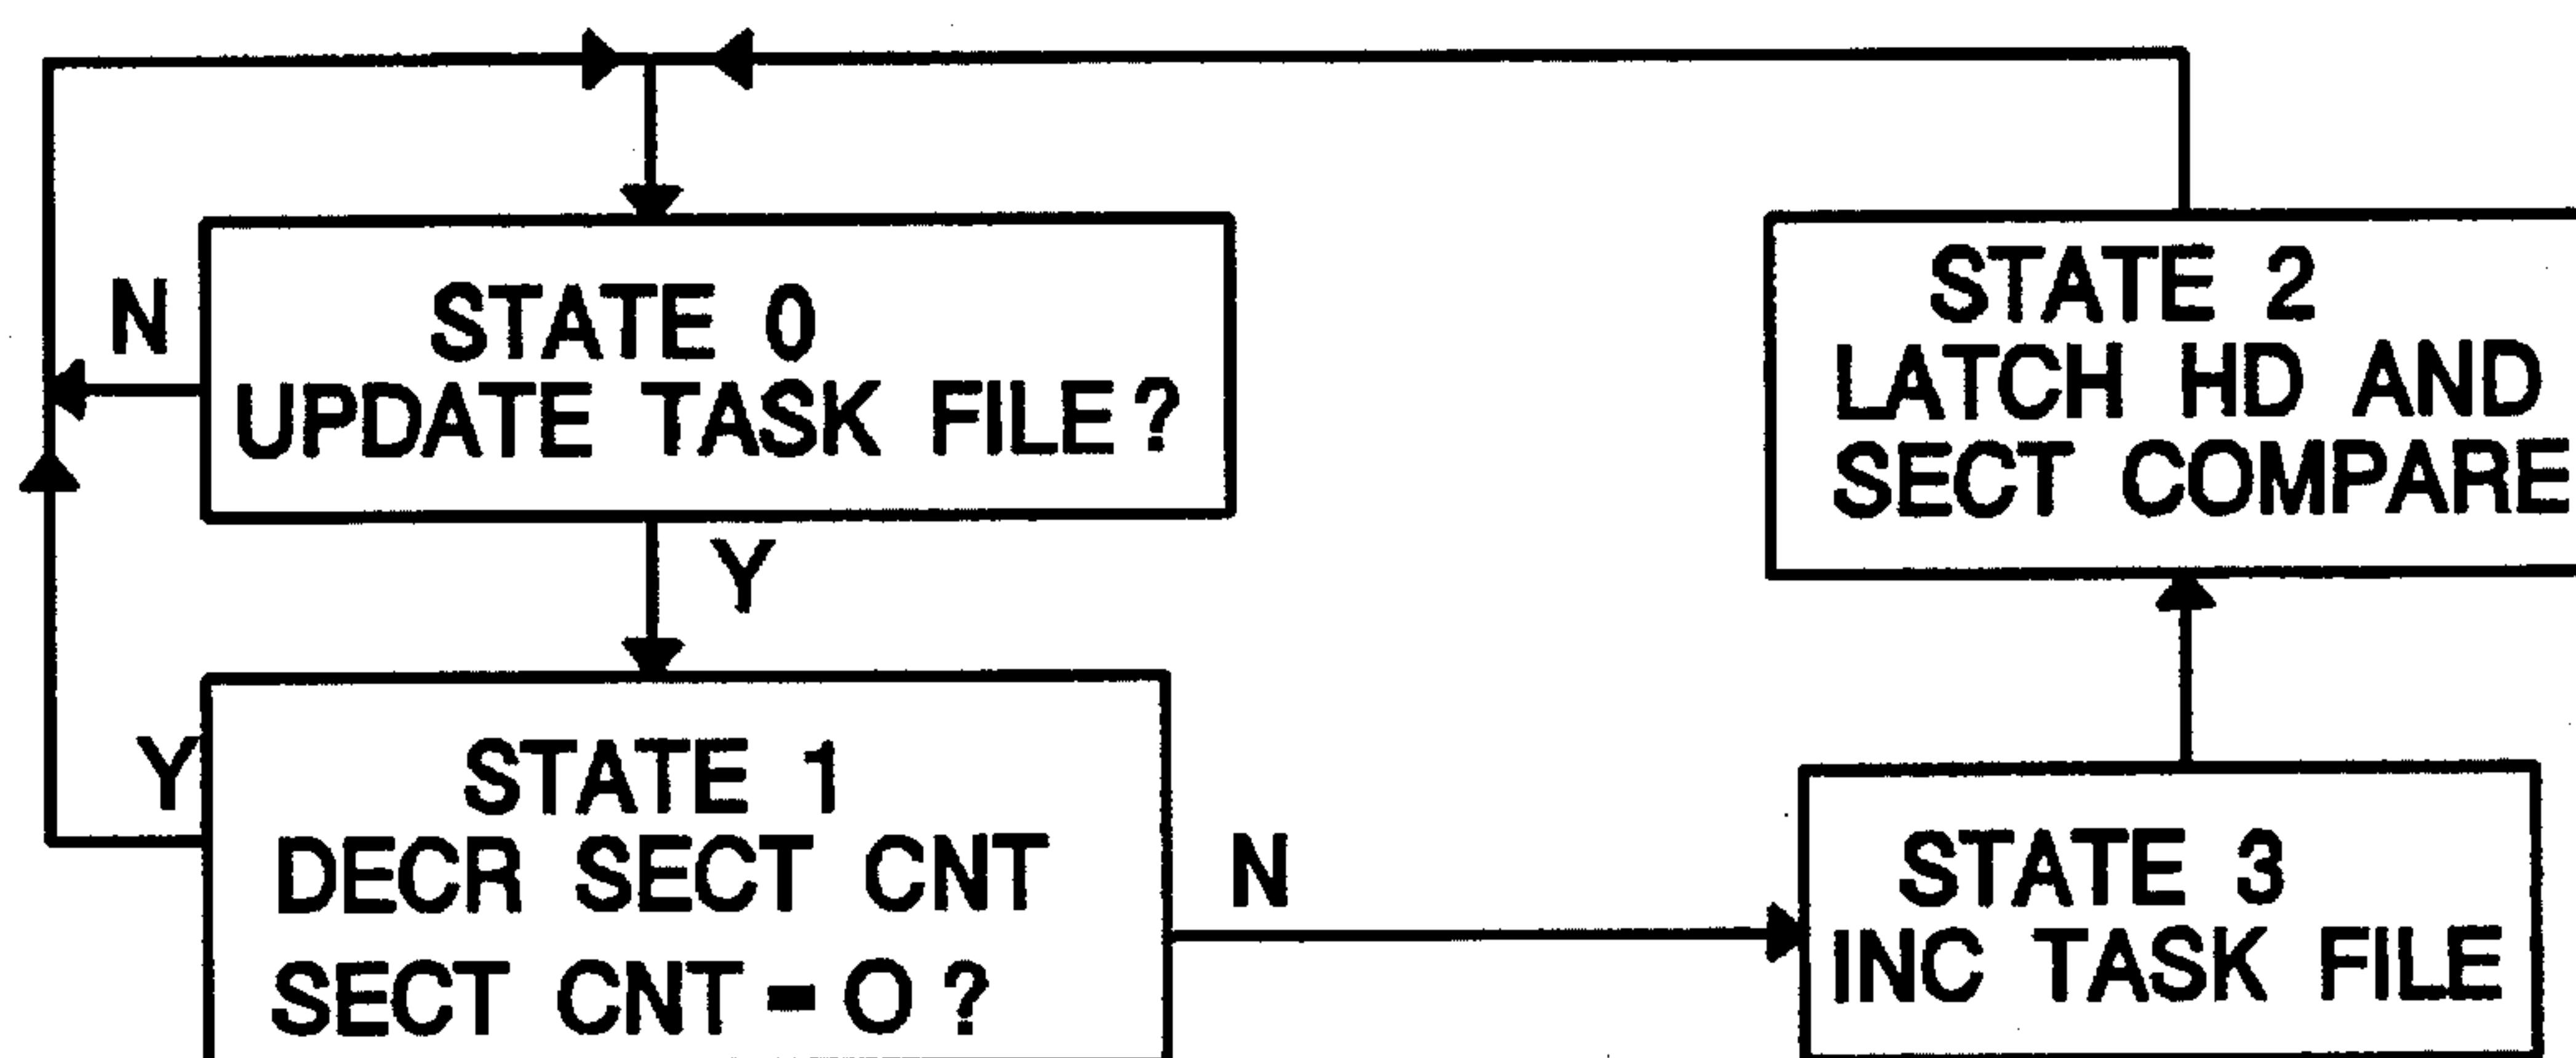 N
STATE 0
UPDATE TASK FILE?
Y
STATE 2
LATCH HD AND
SECT COMPARE
Y
STATE 1
DECR SECT CNT
SECT CNT = 0 ?
N
STATE 3
INC TASK FILE